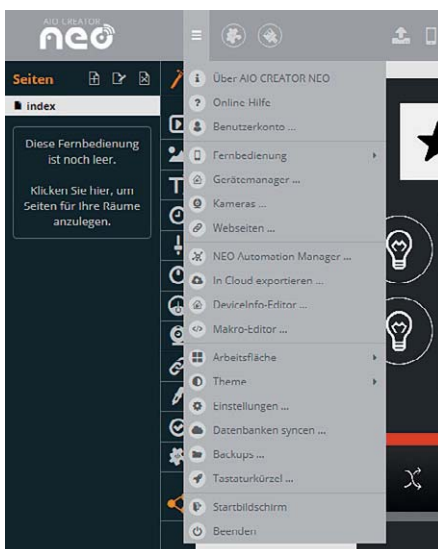 AIO CREATOR
neo
Seiten
index
Diese Fernbedienung
ist noch leer.
Klicken Sie hier, um
Seiten für Ihre Räume
anzulegen.
Über AIO CREATOR NEO
Online Hilfe
Benutzerkonto ...
Fernbedienung
Gerätemanager ...
Kameras ...
Webseiten ...
NEO Automation Manager ...
In Cloud exportieren ...
DeviceInfo-Editor ...
Makro-Editor ...
Arbeitsfläche
Theme
Einstellungen ...
Datenbanken syncen ...
Backups ...
Tastaturkürzel ...
Startbildschirm
Beenden